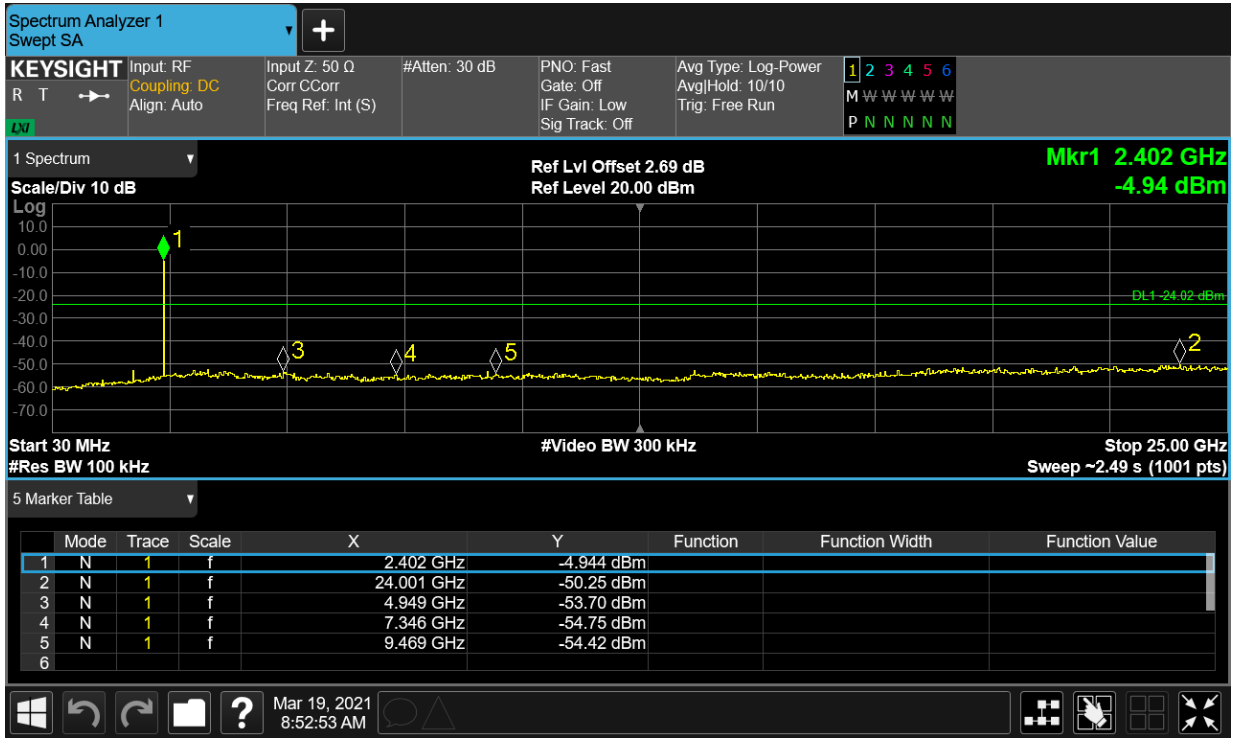 Spectrum Analyzer 1
Swept SA
KEYSIGHT
R T
LXI
Input: RF
Coupling: DC
Align: Auto
Input Z: 50 Ω
Corr CCorr
Freq Ref: Int (S)
#Atten: 30 dB
PNO: Fast
Gate: Off
IF Gain: Low
Sig Track: Off
Avg Type: Log-Power
Avg|Hold: 10/10
Trig: Free Run
1 2 3 4 5 6
M W W W W W
P N N N N N
1 Spectrum
Scale/Div 10 dB
Ref Lvl Offset 2.69 dB
Ref Level 20.00 dBm
Mkr1 2.402 GHz
-4.94 dBm
Log
10.0
0.00
-10.0
-20.0
-30.0
-40.0
-50.0
-60.0
-70.0
1
DL1 -24.02 dBm
3
4
5
2
Start 30 MHz
#Res BW 100 kHz
#Video BW 300 kHz
Stop 25.00 GHz
Sweep ~2.49 s (1001 pts)
5 Marker Table
Mode Trace Scale X Y Function Function Width Function Value
1 N 1 f 2.402 GHz -4.944 dBm
2 N 1 f 24.001 GHz -50.25 dBm
3 N 1 f 4.949 GHz -53.70 dBm
4 N 1 f 7.346 GHz -54.75 dBm
5 N 1 f 9.469 GHz -54.42 dBm
6
?
Mar 19, 2021
8:52:53 AM